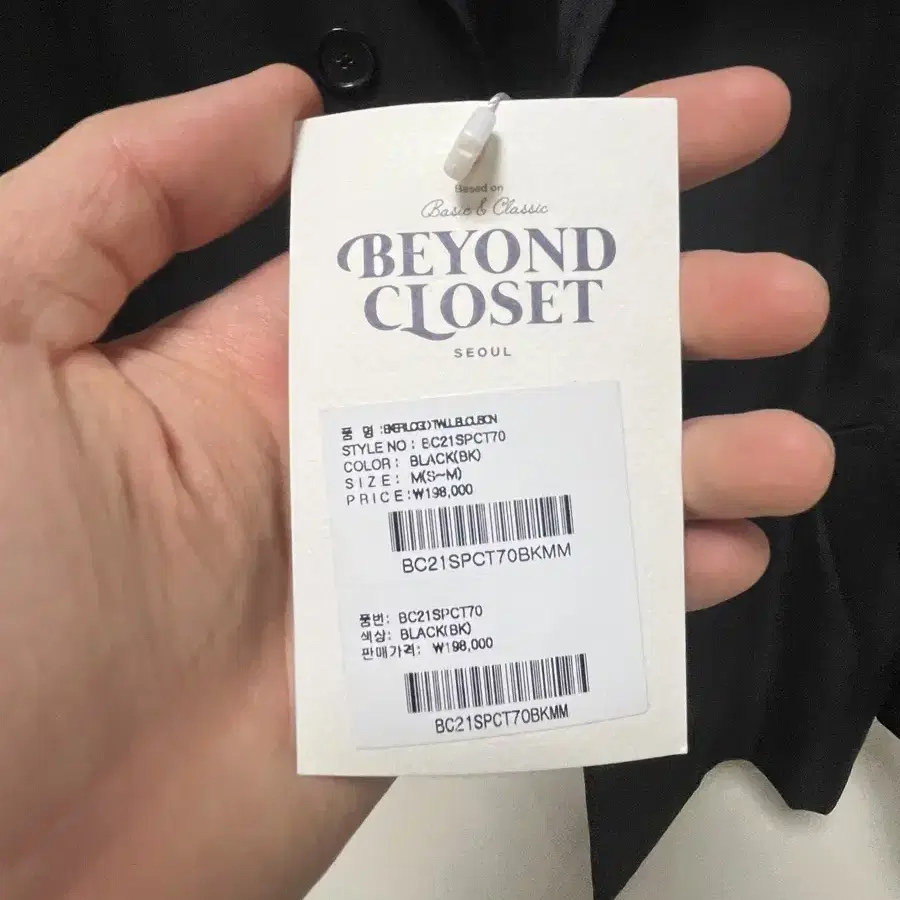 Based on
Basic & Classic
BEYOND
CLOSET
SEOUL
품 명 :
STYLE NO : BC21SPCT70
COLOR : BLACK(BK)
SIZE : M(S~M)
PRICE : ₩198,000
BC21SPCT70BKMM
품번: BC21SPCT70
색상: BLACK(BK)
판매가격: ₩198,000
BC21SPCT70BKMM